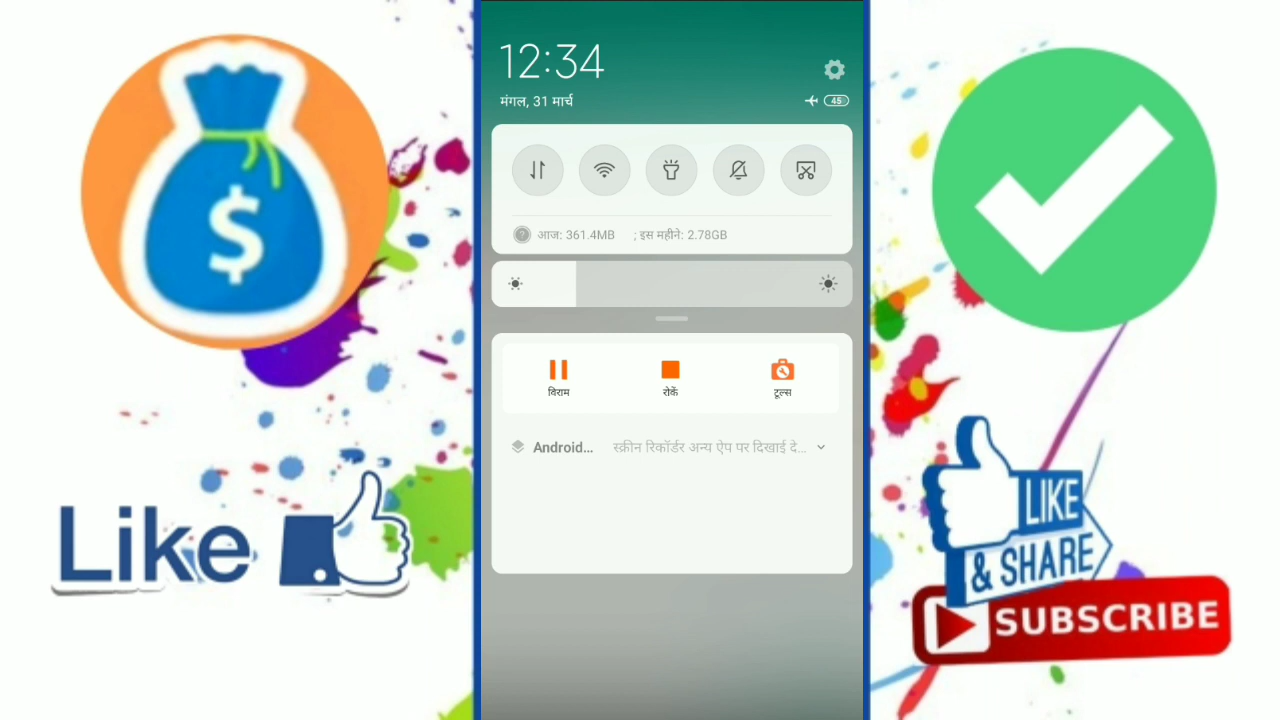 12:34
मंगल, 31 मार्च
45
आज: 361.4MB ; इस महीने: 2.78GB
विराम रोकें टूल्स
Android... स्क्रीन रिकॉर्डर अन्य ऐप पर दिखाई दे...
$
Like
LIKE
& SHARE
SUBSCRIBE